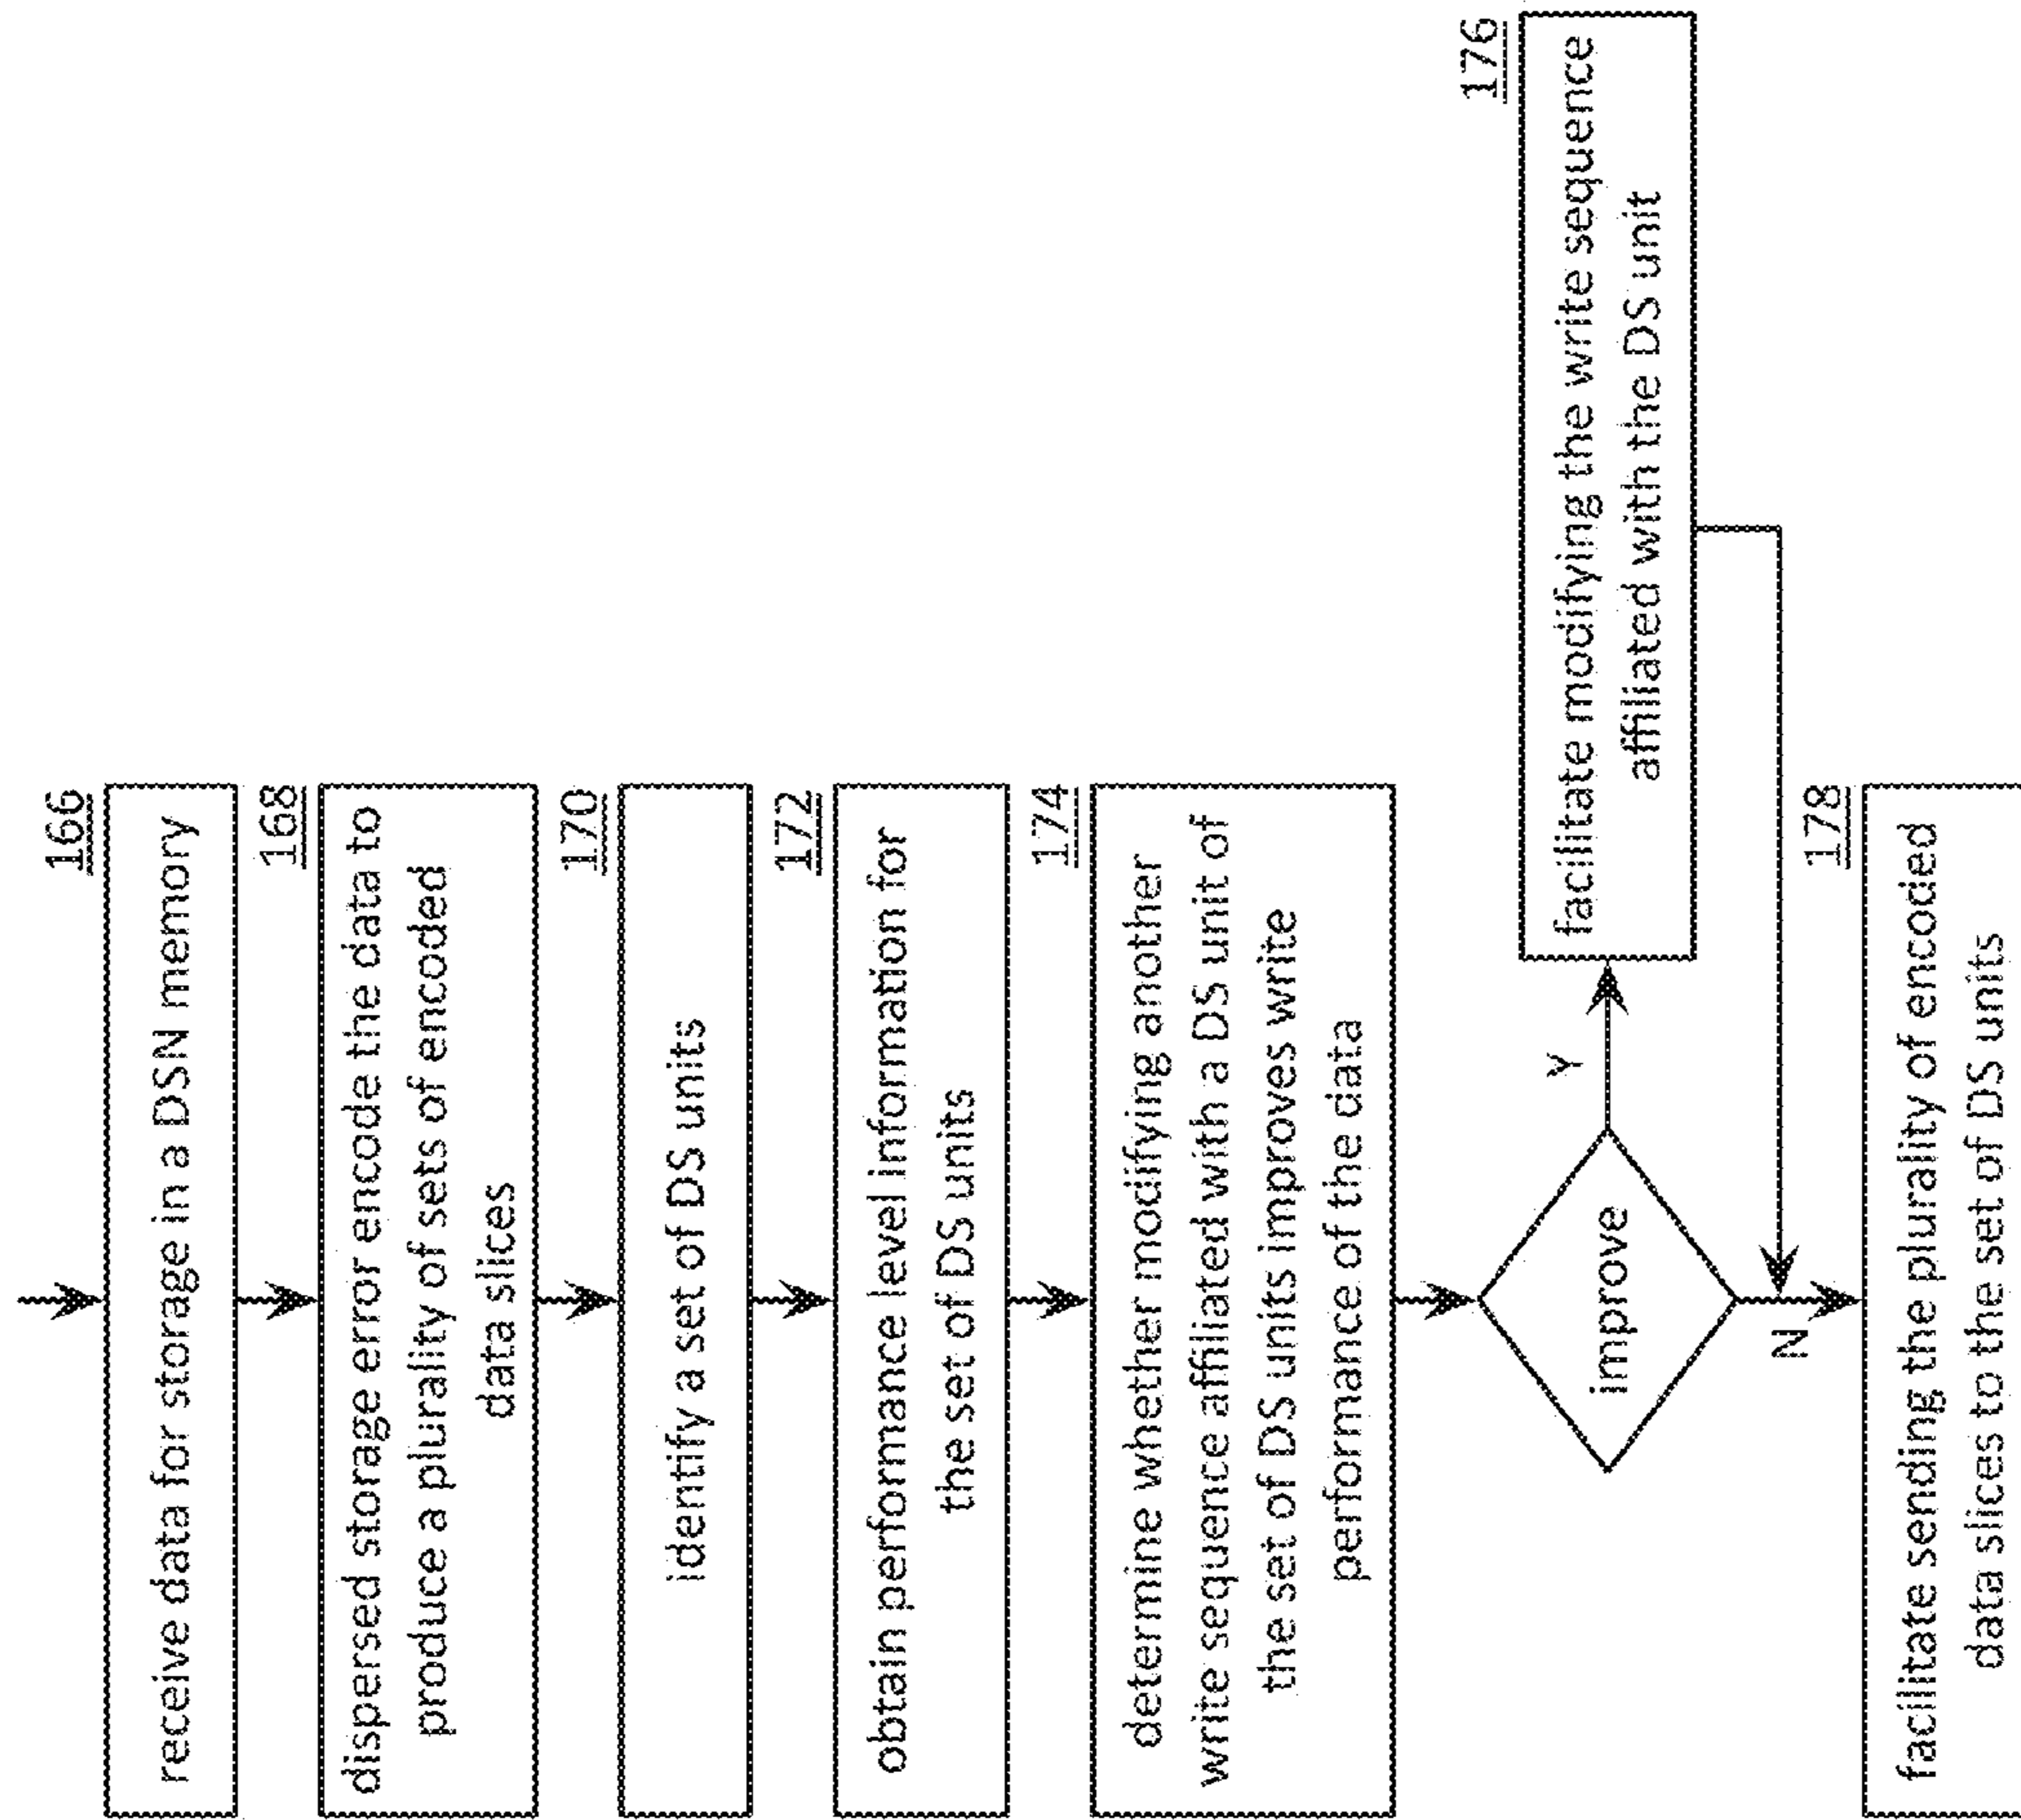 166
receive data for storage in a DSN memory
168
dispersed storage error encode the data to
produce a plurality of sets of encoded
data slices
170
identify a set of DS units
172
obtain performance level information for
the set of DS units
174
determine whether modifying another
write sequence affiliated with a DS unit of
the set of DS units improves write
performance of the data
improve
Y
176
facilitate modifying the write sequence
affiliated with the DS unit
N
178
facilitate sending the plurality of encoded
data slices to the set of DS units